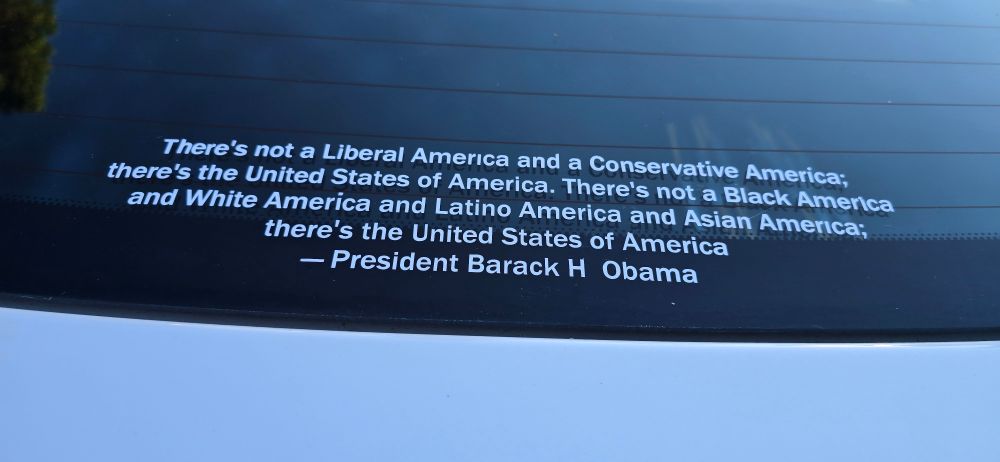 There's not a Liberal America and a Conservative America;
there's the United States of America. There's not a Black America
and White America and Latino America and Asian America;
there's the United States of America
— President Barack H Obama